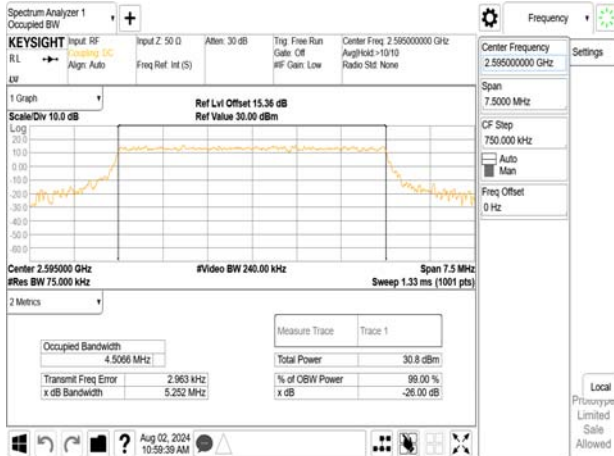 Spectrum Analyzer 1
Occupied BW
+
Frequency
KEYSIGHT
RL
Input: RF
Coupling: DC
Align: Auto
Input Z: 50 Ω
Freq Ref: Int (S)
Atten: 30 dB
Trig: Free Run
Gate: Off
#IF Gain: Low
Center Freq: 2.595000000 GHz
Avg|Hold:>10/10
Radio Std: None
LV
1 Graph
Scale/Div 10.0 dB
Ref Lvl Offset 15.36 dB
Ref Value 30.00 dBm
Log
20.0
10.0
0.00
-10.0
-20.0
-30.0
-40.0
-50.0
-60.0
Center 2.595000 GHz
#Video BW 240.00 kHz
Span 7.5 MHz
#Res BW 75.000 kHz
Sweep 1.33 ms (1001 pts)
2 Metrics
Measure Trace
Trace 1
Occupied Bandwidth
4.5066 MHz
Total Power
30.8 dBm
Transmit Freq Error
2.963 kHz
% of OBW Power
99.00 %
x dB Bandwidth
5.252 MHz
x dB
-26.00 dB
Center Frequency
2.595000000 GHz
Settings
Span
7.5000 MHz
CF Step
750.000 kHz
Auto
Man
Freq Offset
0 Hz
Local
Prototype
Limited
Sale
Allowed
?
Aug 02, 2024
10:59:39 AM